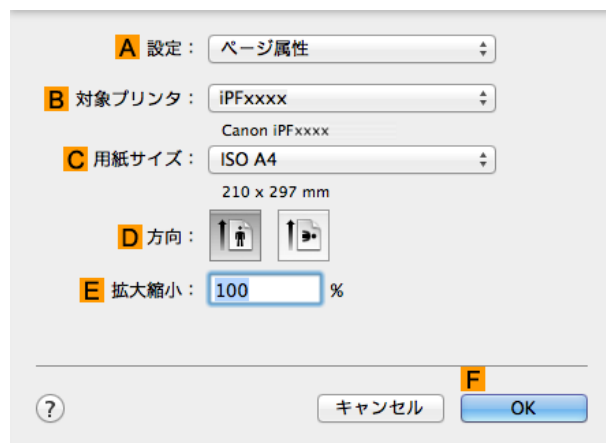 A 設定： ページ属性
B 対象プリンタ： iPFxxxx
Canon iPFxxxx
C 用紙サイズ： ISO A4
210 x 297 mm
D 方向：
E 拡大縮小： 100 %
F
? キャンセル OK